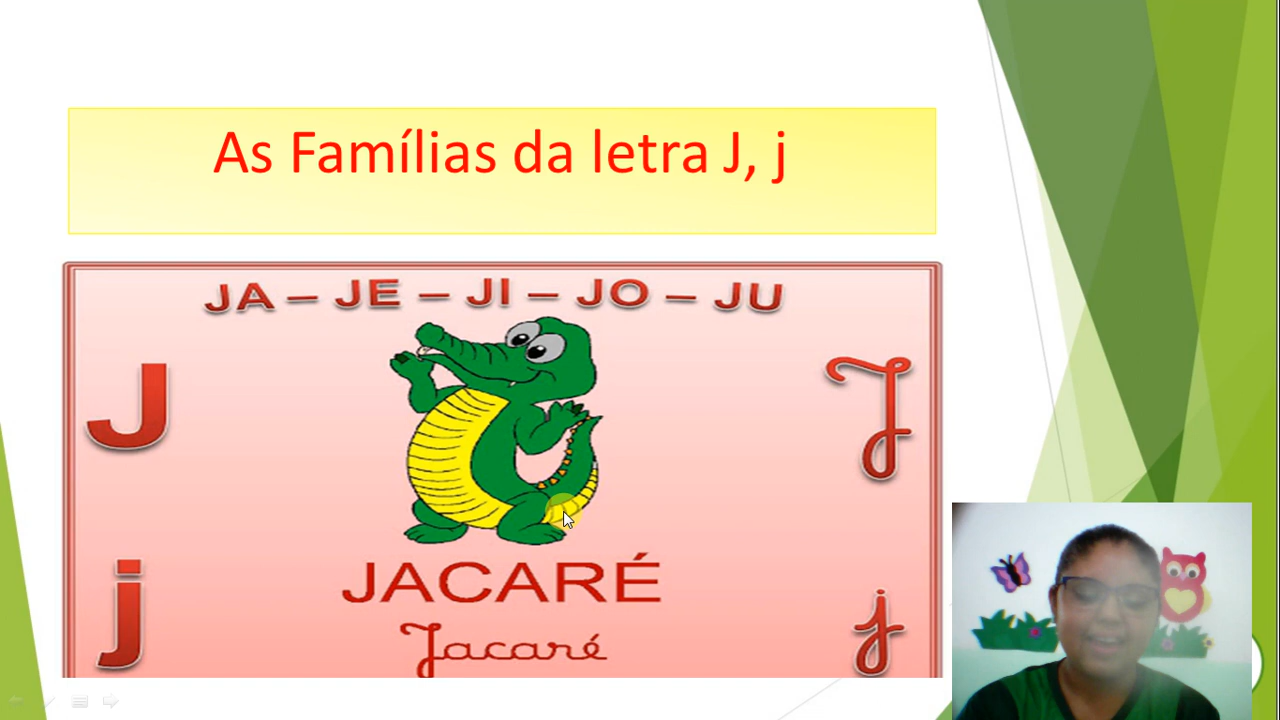 As Famílias da letra J, j
JA – JE – JI – JO – JU
J
J
JACARÉ
Jacaré
j
j